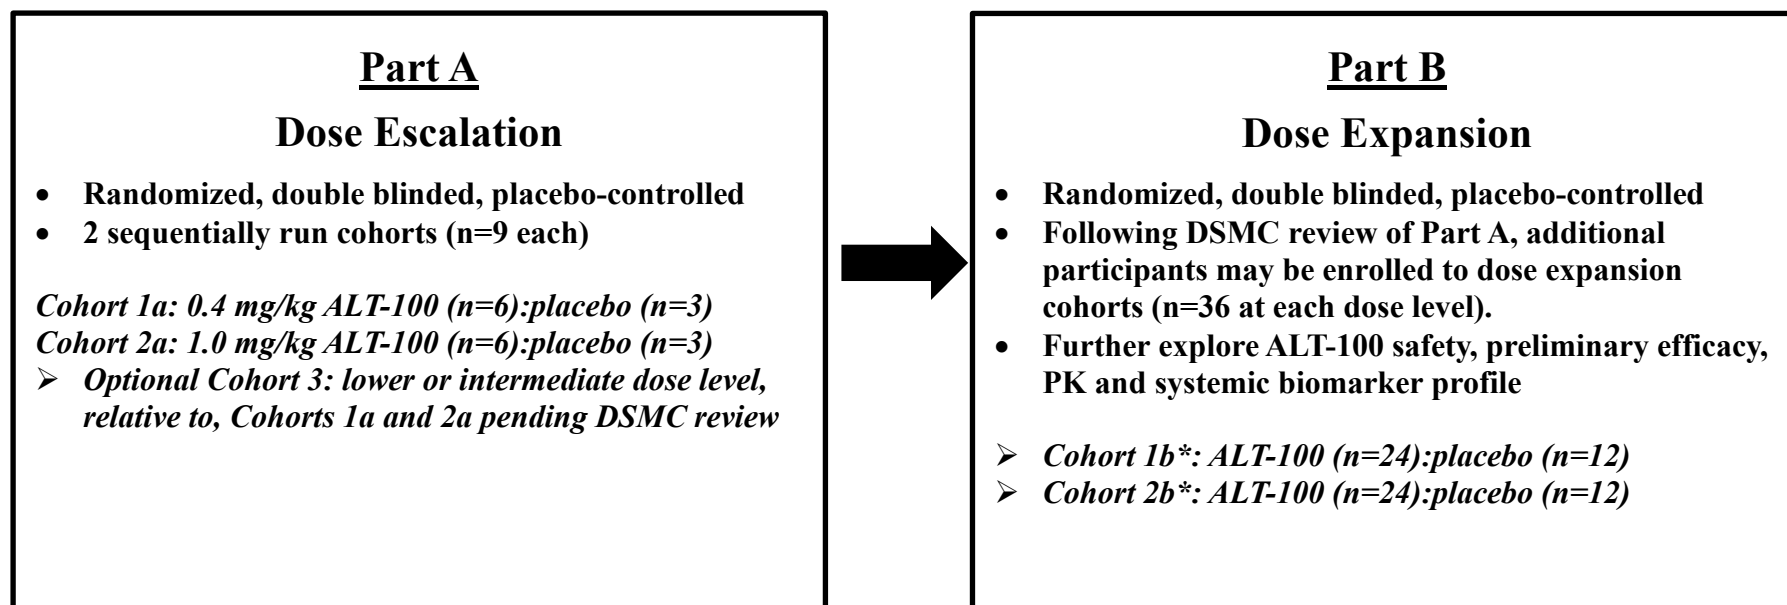 Part A
Dose Escalation
• Randomized, double blinded, placebo-controlled
• 2 sequentially run cohorts (n=9 each)
Cohort 1a: 0.4 mg/kg ALT-100 (n=6):placebo (n=3)
Cohort 2a: 1.0 mg/kg ALT-100 (n=6):placebo (n=3)
➢ Optional Cohort 3: lower or intermediate dose level,
relative to, Cohorts 1a and 2a pending DSMC review
Part B
Dose Expansion
• Randomized, double blinded, placebo-controlled
• Following DSMC review of Part A, additional
participants may be enrolled to dose expansion
cohorts (n=36 at each dose level).
• Further explore ALT-100 safety, preliminary efficacy,
PK and systemic biomarker profile
➢ Cohort 1b*: ALT-100 (n=24):placebo (n=12)
➢ Cohort 2b*: ALT-100 (n=24):placebo (n=12)